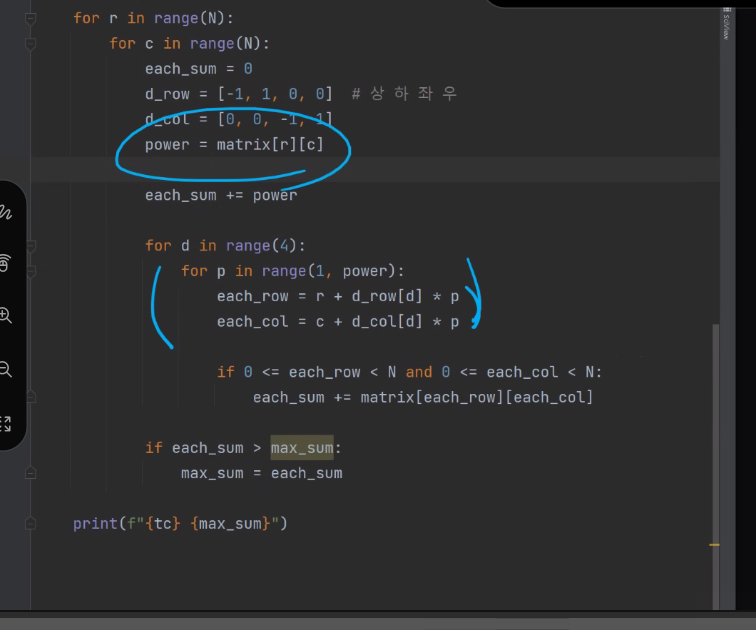 for r in range(N):
for c in range(N):
each_sum = 0
d_row = [-1, 1, 0, 0]  # 상 하 좌 우
d_col = [0, 0, -1, 1]
power = matrix[r][c]
each_sum += power
for d in range(4):
for p in range(1, power):
each_row = r + d_row[d] * p
each_col = c + d_col[d] * p
if 0 <= each_row < N and 0 <= each_col < N:
each_sum += matrix[each_row][each_col]
if each_sum > max_sum:
max_sum = each_sum
print(f"{tc} {max_sum}")
SciView